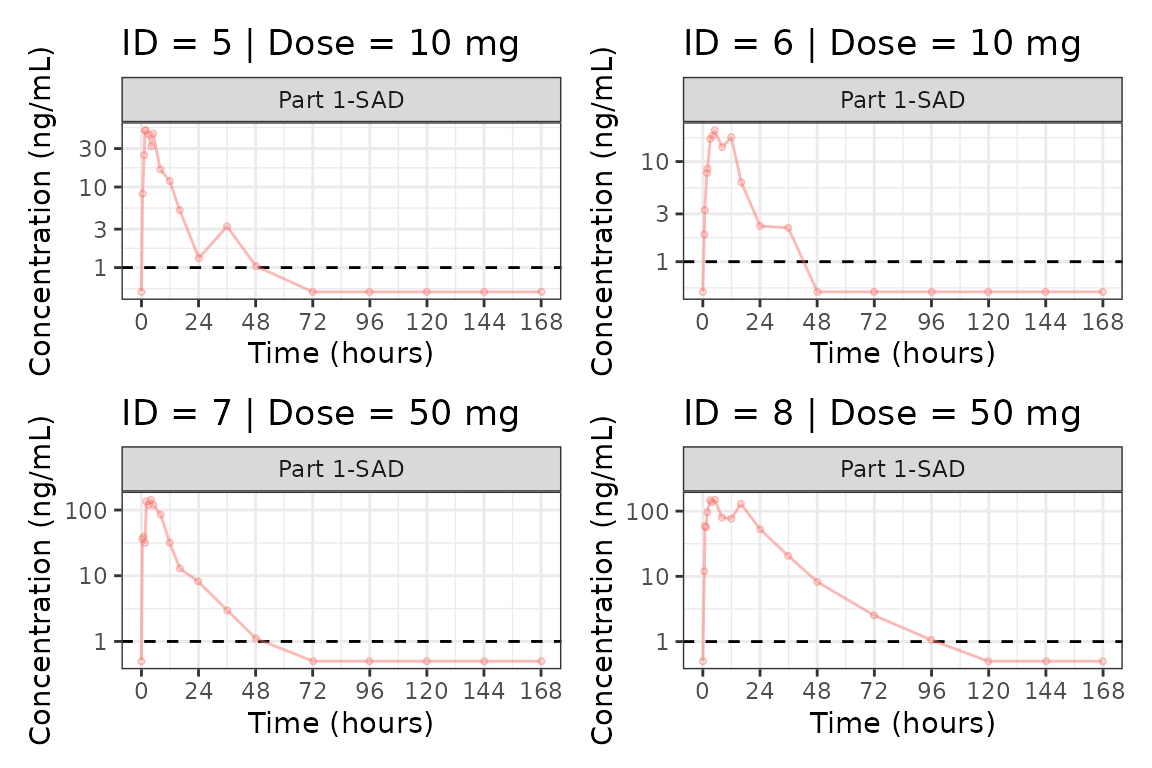 ID = 5 | Dose = 10 mg
Part 1-SAD
Concentration (ng/mL)
30
10
3
1
0 24 48 72 96 120 144 168
Time (hours)
ID = 6 | Dose = 10 mg
Part 1-SAD
Concentration (ng/mL)
10
3
1
0 24 48 72 96 120 144 168
Time (hours)
ID = 7 | Dose = 50 mg
Part 1-SAD
Concentration (ng/mL)
100
10
1
0 24 48 72 96 120 144 168
Time (hours)
ID = 8 | Dose = 50 mg
Part 1-SAD
Concentration (ng/mL)
100
10
1
0 24 48 72 96 120 144 168
Time (hours)